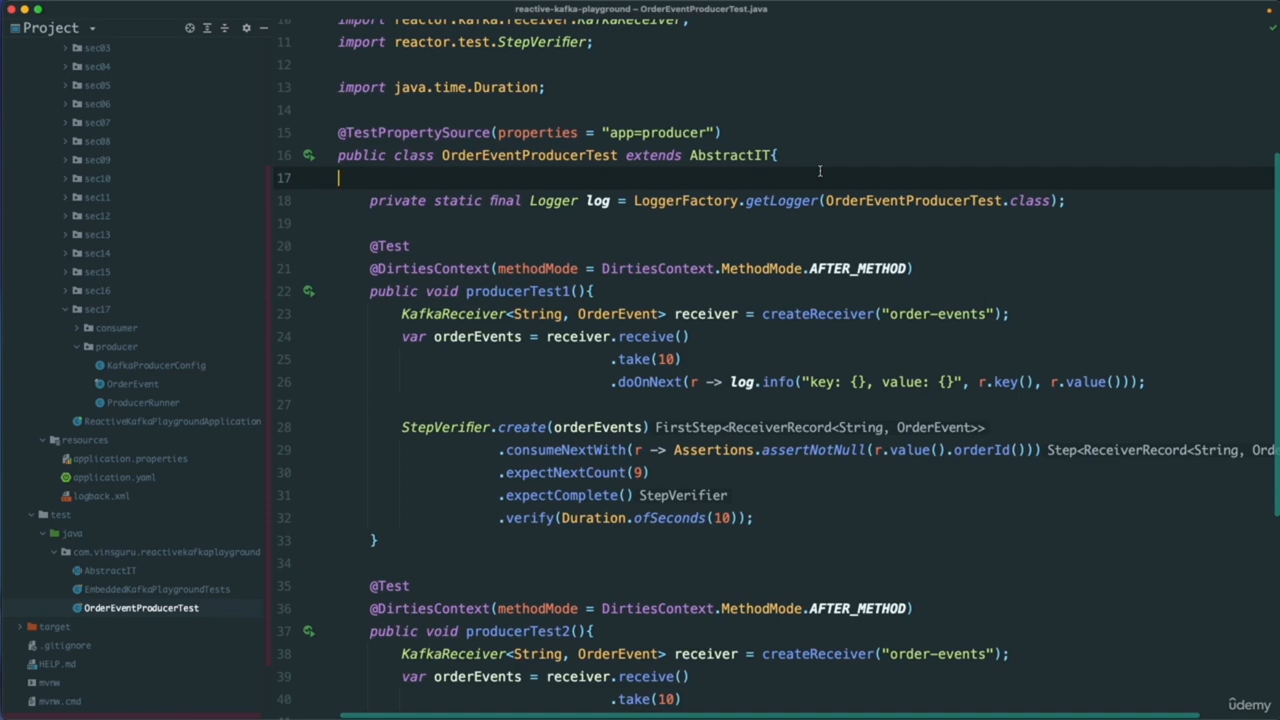 reactive-kafka-playground – OrderEventProducerTest.java
Project
sec03
sec04
sec05
sec06
sec07
sec08
sec09
sec10
sec11
sec12
sec13
sec14
sec15
sec16
sec17
consumer
producer
KafkaProducerConfig
OrderEvent
ProducerRunner
ReactiveKafkaPlaygroundApplication
resources
application.properties
application.yaml
logback.xml
test
java
com.vinsguru.reactivekafkaplayground
AbstractIT
EmbeddedKafkaPlaygroundTests
OrderEventProducerTest
target
.gitignore
HELP.md
mvnw
mvnw.cmd
10 import reactor.kafka.receiver.KafkaReceiver;
11 import reactor.test.StepVerifier;
12
13 import java.time.Duration;
14
15 @TestPropertySource(properties = "app=producer")
16 public class OrderEventProducerTest extends AbstractIT{
17
18 private static final Logger log = LoggerFactory.getLogger(OrderEventProducerTest.class);
19
20 @Test
21 @DirtiesContext(methodMode = DirtiesContext.MethodMode.AFTER_METHOD)
22 public void producerTest1(){
23 KafkaReceiver<String, OrderEvent> receiver = createReceiver("order-events");
24 var orderEvents = receiver.receive()
25 .take(10)
26 .doOnNext(r -> log.info("key: {}, value: {}", r.key(), r.value()));
27
28 StepVerifier.create(orderEvents) FirstStep<ReceiverRecord<String, OrderEvent>>
29 .consumeNextWith(r -> Assertions.assertNotNull(r.value().orderId())) Step<ReceiverRecord<String, Ord
30 .expectNextCount(9)
31 .expectComplete() StepVerifier
32 .verify(Duration.ofSeconds(10));
33 }
34
35 @Test
36 @DirtiesContext(methodMode = DirtiesContext.MethodMode.AFTER_METHOD)
37 public void producerTest2(){
38 KafkaReceiver<String, OrderEvent> receiver = createReceiver("order-events");
39 var orderEvents = receiver.receive()
40 .take(10)
udemy